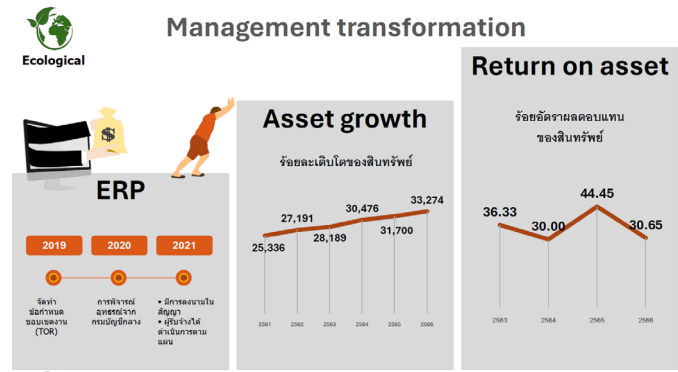 Management transformation
Ecological
$
ERP
2019
2020
2021
จัดทำ
ข้อกำหนด
ขอบเขตงาน
(TOR)
การพิจารณ์
อุทธรณ์จาก
กรมบัญชีกลาง
• มีการลงนามใน
สัญญา
• ผู้รับจ้างได้
ดำเนินการตาม
แผน
Asset growth
ร้อยละเติบโตของสินทรัพย์
25,336
27,191
28,189
30,476
31,700
33,274
2561
2562
2563
2564
2565
2566
Return on asset
ร้อยอัตราผลตอบแทน
ของสินทรัพย์
36.33
30.00
44.45
30.65
2563
2564
2565
2566